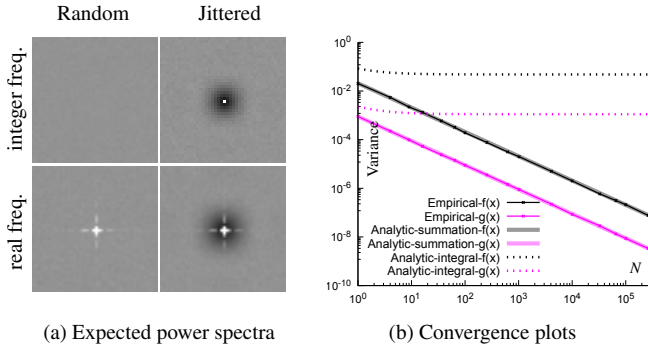 Random Jittered
integer freq.
real freq.
(a) Expected power spectra
10^0
10^-2
10^-4
10^-6
10^-8
10^-10
Variance
Empirical-f(x)
Empirical-g(x)
Analytic-summation-f(x)
Analytic-summation-g(x)
Analytic-integral-f(x)
Analytic-integral-g(x)
N
10^0 10^1 10^2 10^3 10^4 10^5
(b) Convergence plots